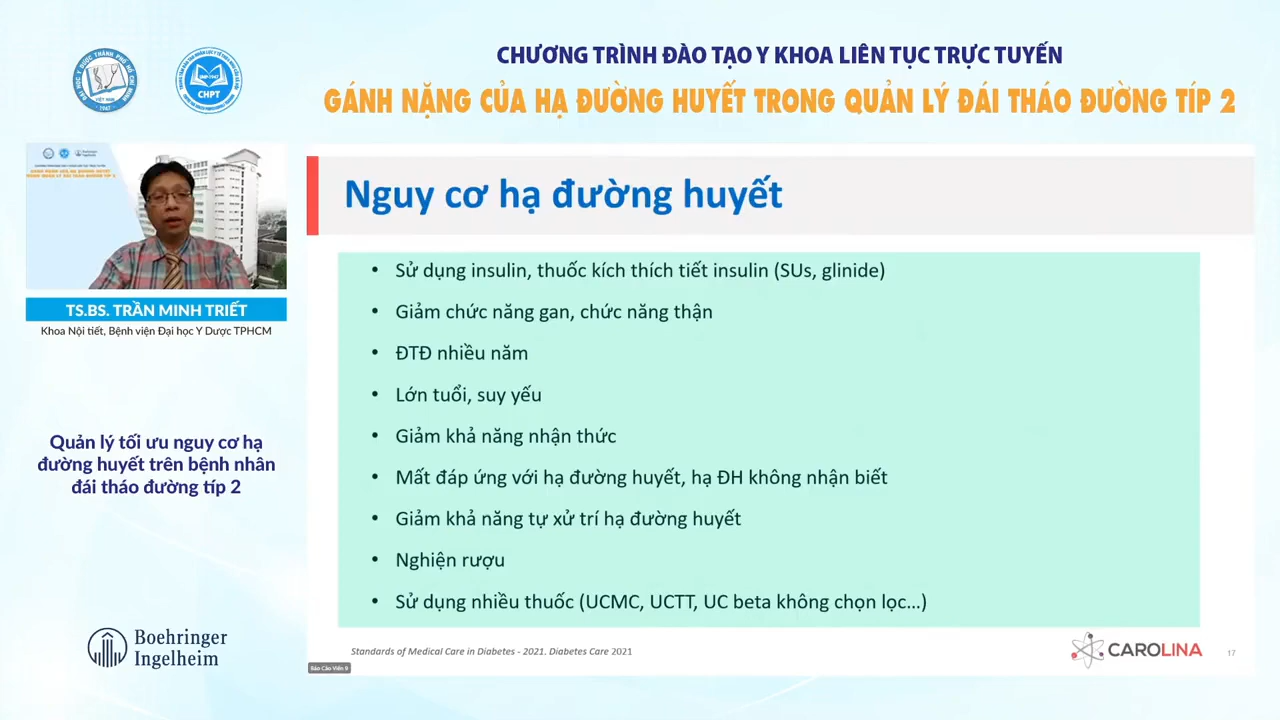 CHƯƠNG TRÌNH ĐÀO TẠO Y KHOA LIÊN TỤC TRỰC TUYẾN
GÁNH NẶNG CỦA HẠ ĐƯỜNG HUYẾT TRONG QUẢN LÝ ĐÁI THÁO ĐƯỜNG TÍP 2
CHPT
TS.BS. TRẦN MINH TRIẾT
Khoa Nội tiết, Bệnh viện Đại học Y Dược TPHCM
Quản lý tối ưu nguy cơ hạ
đường huyết trên bệnh nhân
đái tháo đường típ 2
Boehringer
Ingelheim
Nguy cơ hạ đường huyết
• Sử dụng insulin, thuốc kích thích tiết insulin (SUs, glinide)
• Giảm chức năng gan, chức năng thận
• ĐTĐ nhiều năm
• Lớn tuổi, suy yếu
• Giảm khả năng nhận thức
• Mất đáp ứng với hạ đường huyết, hạ ĐH không nhận biết
• Giảm khả năng tự xử trí hạ đường huyết
• Nghiện rượu
• Sử dụng nhiều thuốc (UCMC, UCTT, UC beta không chọn lọc...)
Standards of Medical Care in Diabetes - 2021. Diabetes Care 2021
CAROLINA
17
Báo Cáo Viên 9